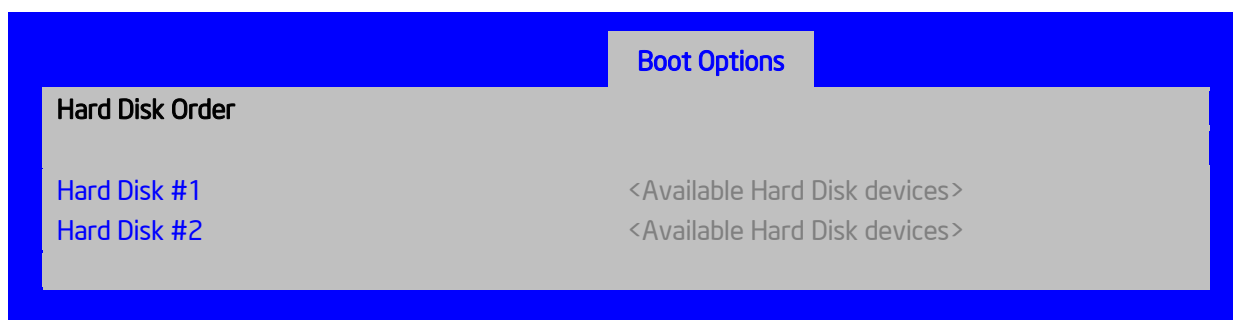 Boot Options
Hard Disk Order
Hard Disk #1 <Available Hard Disk devices>
Hard Disk #2 <Available Hard Disk devices>